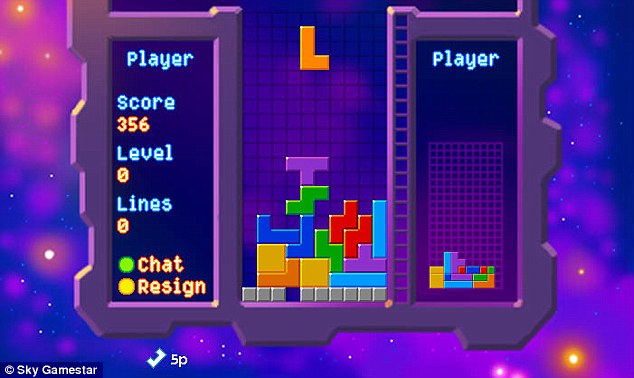 Player
Score
356
Level
0
Lines
0
Chat
Resign
Player
5p
© Sky Gamestar